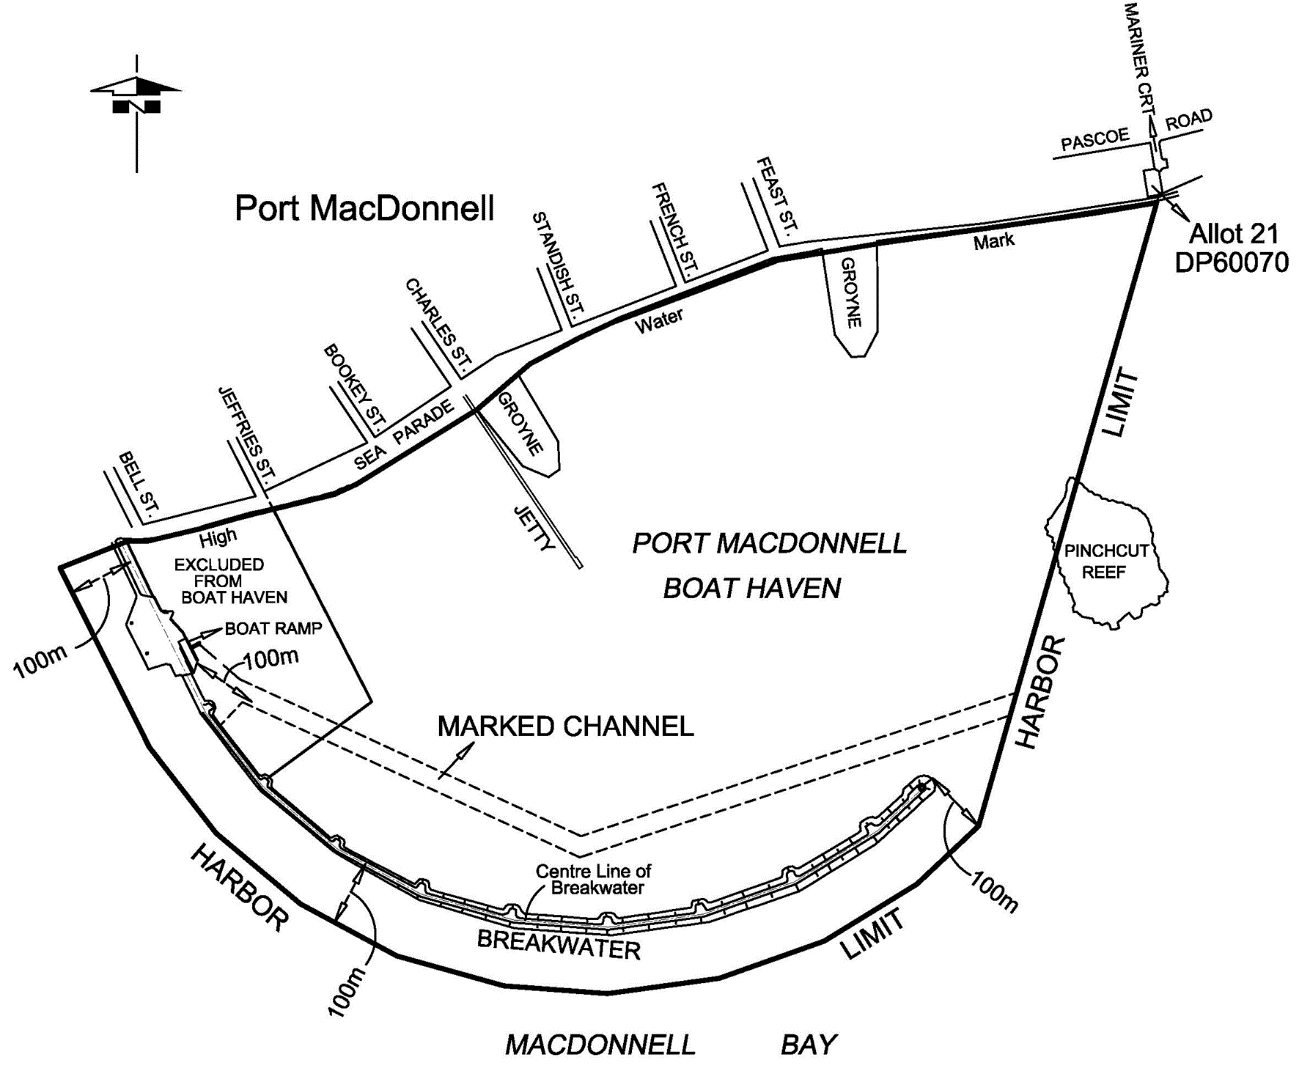 MARINER CRT
PASCOE ROAD
N
Port MacDonnell
FEAST ST.
FRENCH ST.
STANDISH ST.
Allot 21
DP60070
Mark
GROYNE
Water
CHARLES ST.
BOOKEY ST.
JEFFRIES ST.
BELL ST.
SEA PARADE
GROYNE
LIMIT
JETTY
High
PORT MACDONNELL
BOAT HAVEN
PINCHCUT
REEF
EXCLUDED
FROM
BOAT HAVEN
BOAT RAMP
100m
100m
HARBOR
MARKED CHANNEL
HARBOR
Centre Line of
Breakwater
100m
BREAKWATER
LIMIT
100m
MACDONNELL BAY